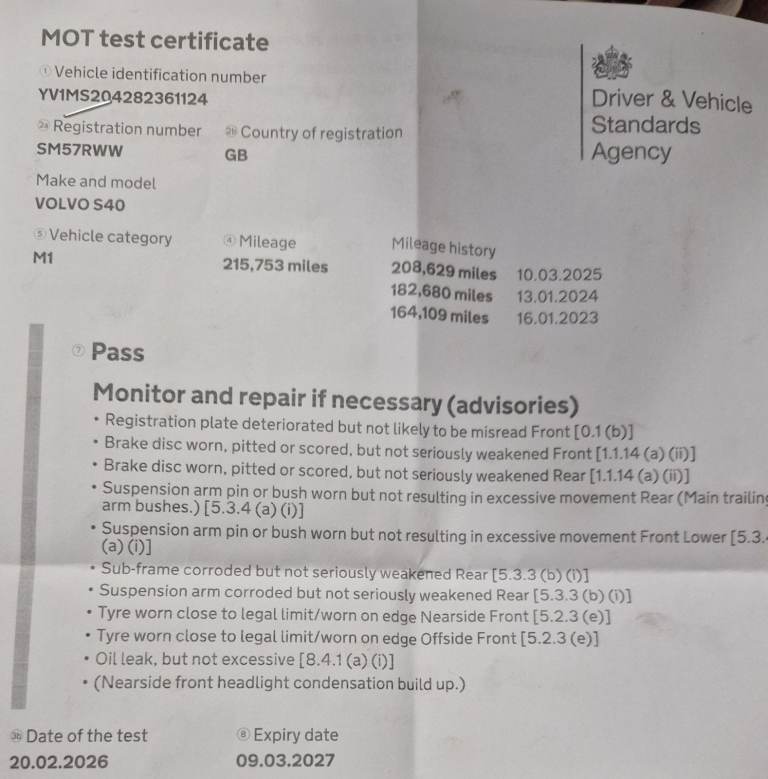 MOT test certificate
① Vehicle identification number
YV1MS204282361124
Driver & Vehicle
Standards
Agency
2a Registration number 2b Country of registration
SM57RWW GB
Make and model
VOLVO S40
⑤ Vehicle category ④ Mileage Mileage history
M1 215,753 miles 208,629 miles 10.03.2025
182,680 miles 13.01.2024
164,109 miles 16.01.2023
⑦ Pass
Monitor and repair if necessary (advisories)
• Registration plate deteriorated but not likely to be misread Front [0.1 (b)]
• Brake disc worn, pitted or scored, but not seriously weakened Front [1.1.14 (a) (ii)]
• Brake disc worn, pitted or scored, but not seriously weakened Rear [1.1.14 (a) (ii)]
• Suspension arm pin or bush worn but not resulting in excessive movement Rear (Main trailing
arm bushes.) [5.3.4 (a) (i)]
• Suspension arm pin or bush worn but not resulting in excessive movement Front Lower [5.3.
(a) (i)]
• Sub-frame corroded but not seriously weakened Rear [5.3.3 (b) (i)]
• Suspension arm corroded but not seriously weakened Rear [5.3.3 (b) (i)]
• Tyre worn close to legal limit/worn on edge Nearside Front [5.2.3 (e)]
• Tyre worn close to legal limit/worn on edge Offside Front [5.2.3 (e)]
• Oil leak, but not excessive [8.4.1 (a) (i)]
• (Nearside front headlight condensation build up.)
3b Date of the test ⑧ Expiry date
20.02.2026 09.03.2027